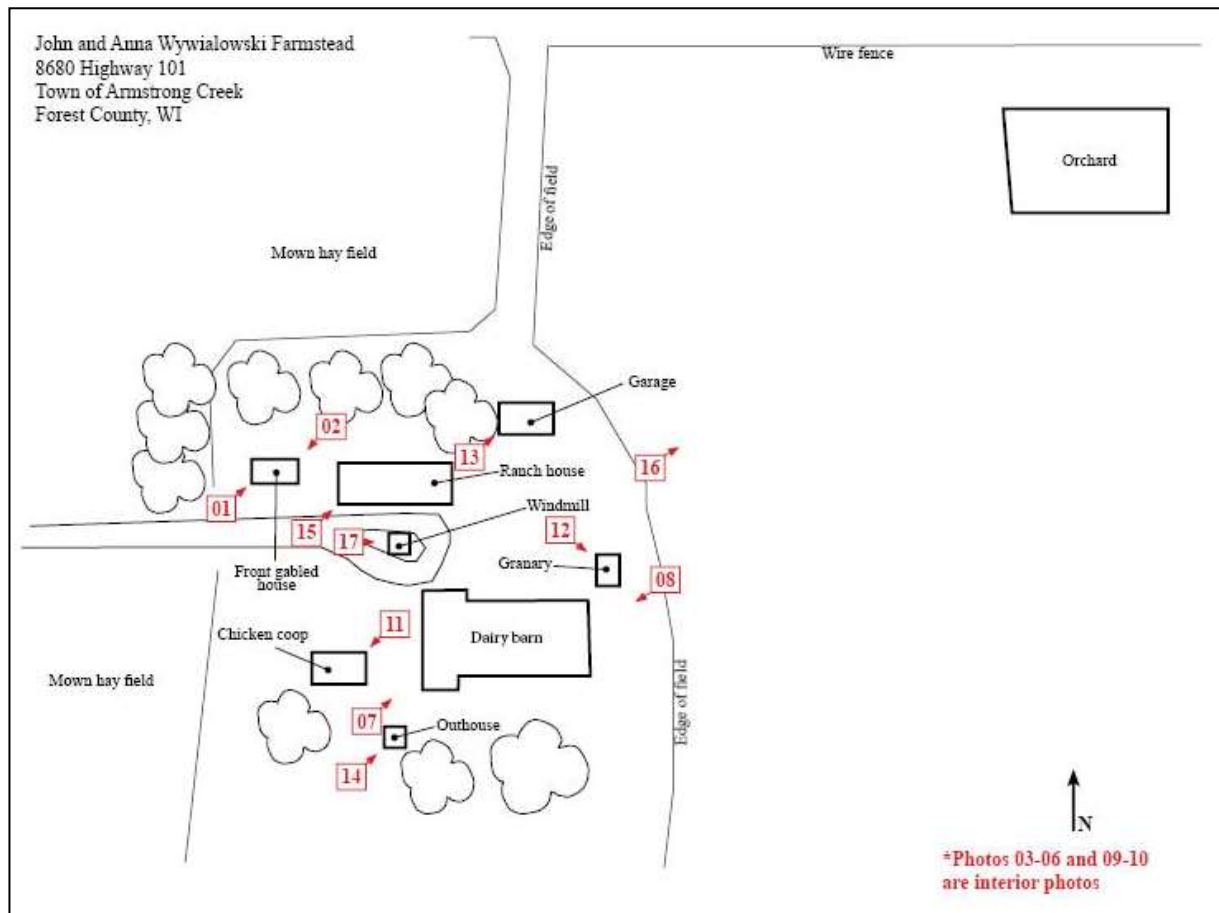 John and Anna Wywialowski Farmstead
8680 Highway 101
Town of Armstrong Creek
Forest County, WI
Wire fence
Orchard
Edge of field
Mown hay field
Garage
02
13
Ranch house
16
01
15
Windmill
17
12
Granary
08
Front gabled
house
11
Chicken coop
Dairy barn
Mown hay field
Edge of field
07
Outhouse
14
N
*Photos 03-06 and 09-10
are interior photos